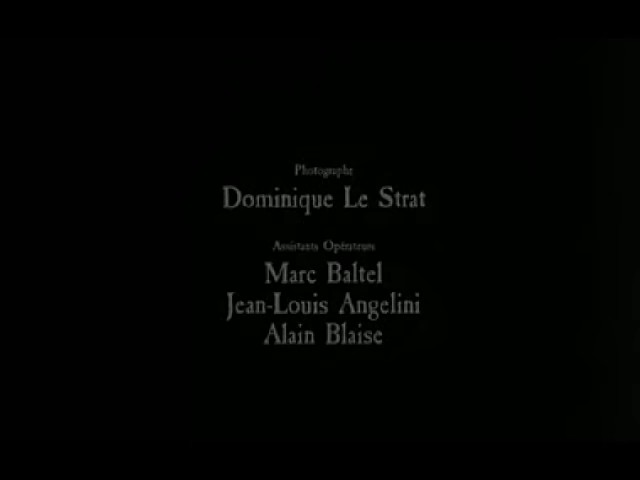 Photographe
Dominique Le Strat
Assistants Opérateurs
Marc Baltel
Jean-Louis Angelini
Alain Blaise